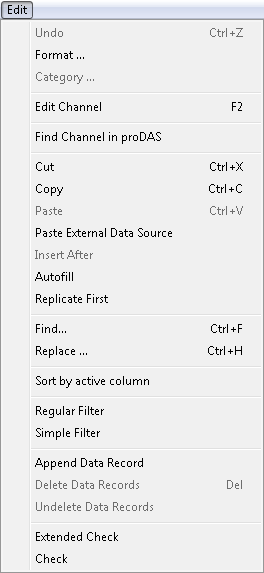 Edit
Undo Ctrl+Z
Format ...
Category ...
Edit Channel F2
Find Channel in proDAS
Cut Ctrl+X
Copy Ctrl+C
Paste Ctrl+V
Paste External Data Source
Insert After
Autofill
Replicate First
Find... Ctrl+F
Replace ... Ctrl+H
Sort by active column
Regular Filter
Simple Filter
Append Data Record
Delete Data Records Del
Undelete Data Records
Extended Check
Check